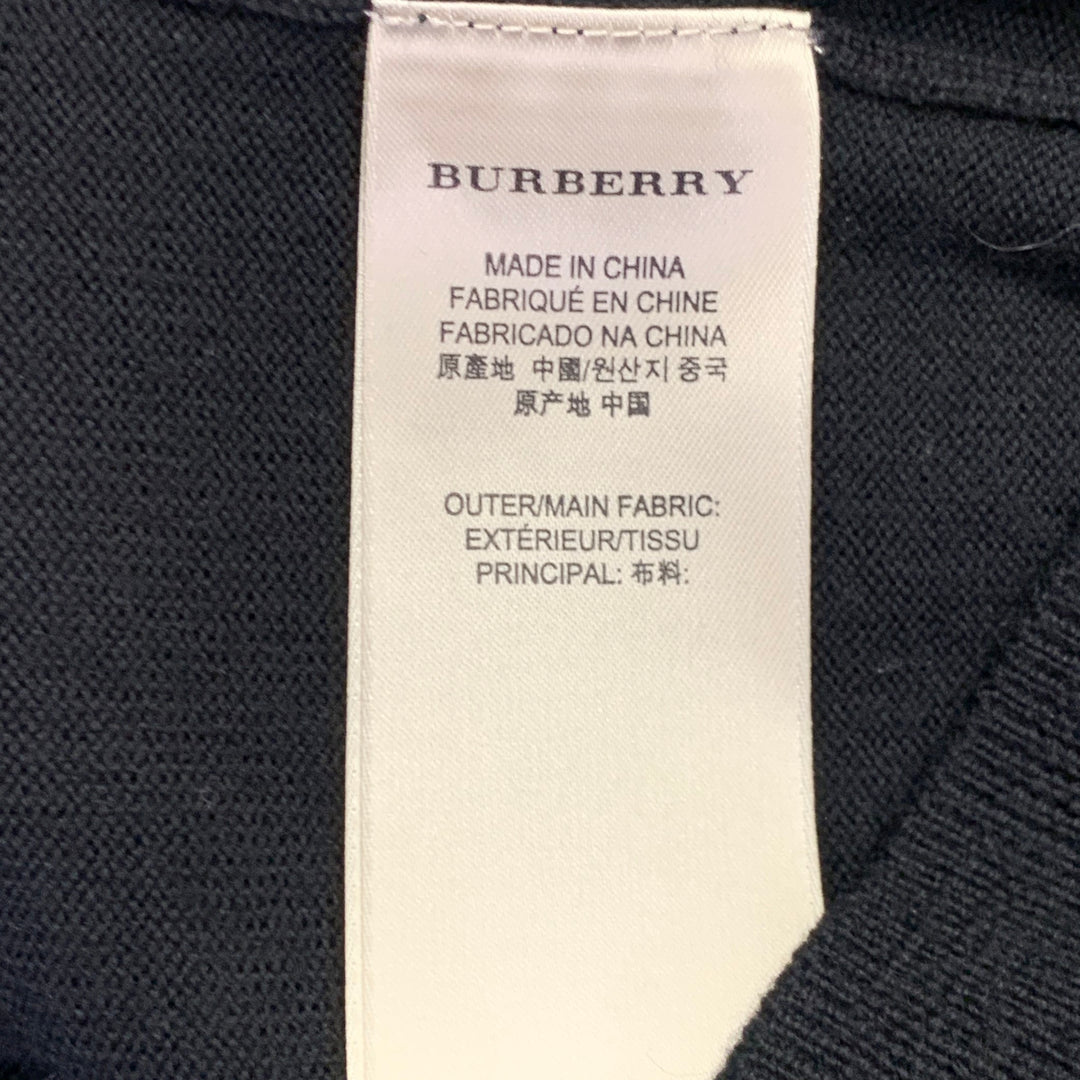 BURBERRY
MADE IN CHINA
FABRIQUÉ EN CHINE
FABRICADO NA CHINA
原產地 中國/원산지 중국
原产地 中国
OUTER/MAIN FABRIC:
EXTÉRIEUR/TISSU
PRINCIPAL: 布料: